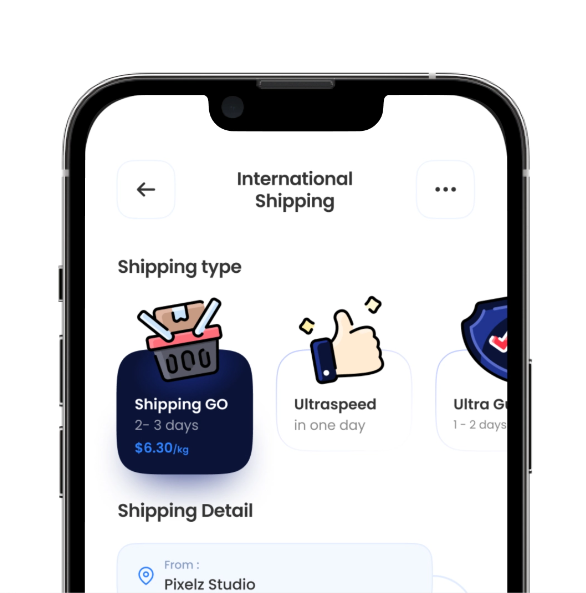 International
Shipping
Shipping type
Shipping GO
2- 3 days
$6.30/kg
Ultraspeed
in one day
Ultra
1 - 2 days
Shipping Detail
From :
Pixelz Studio